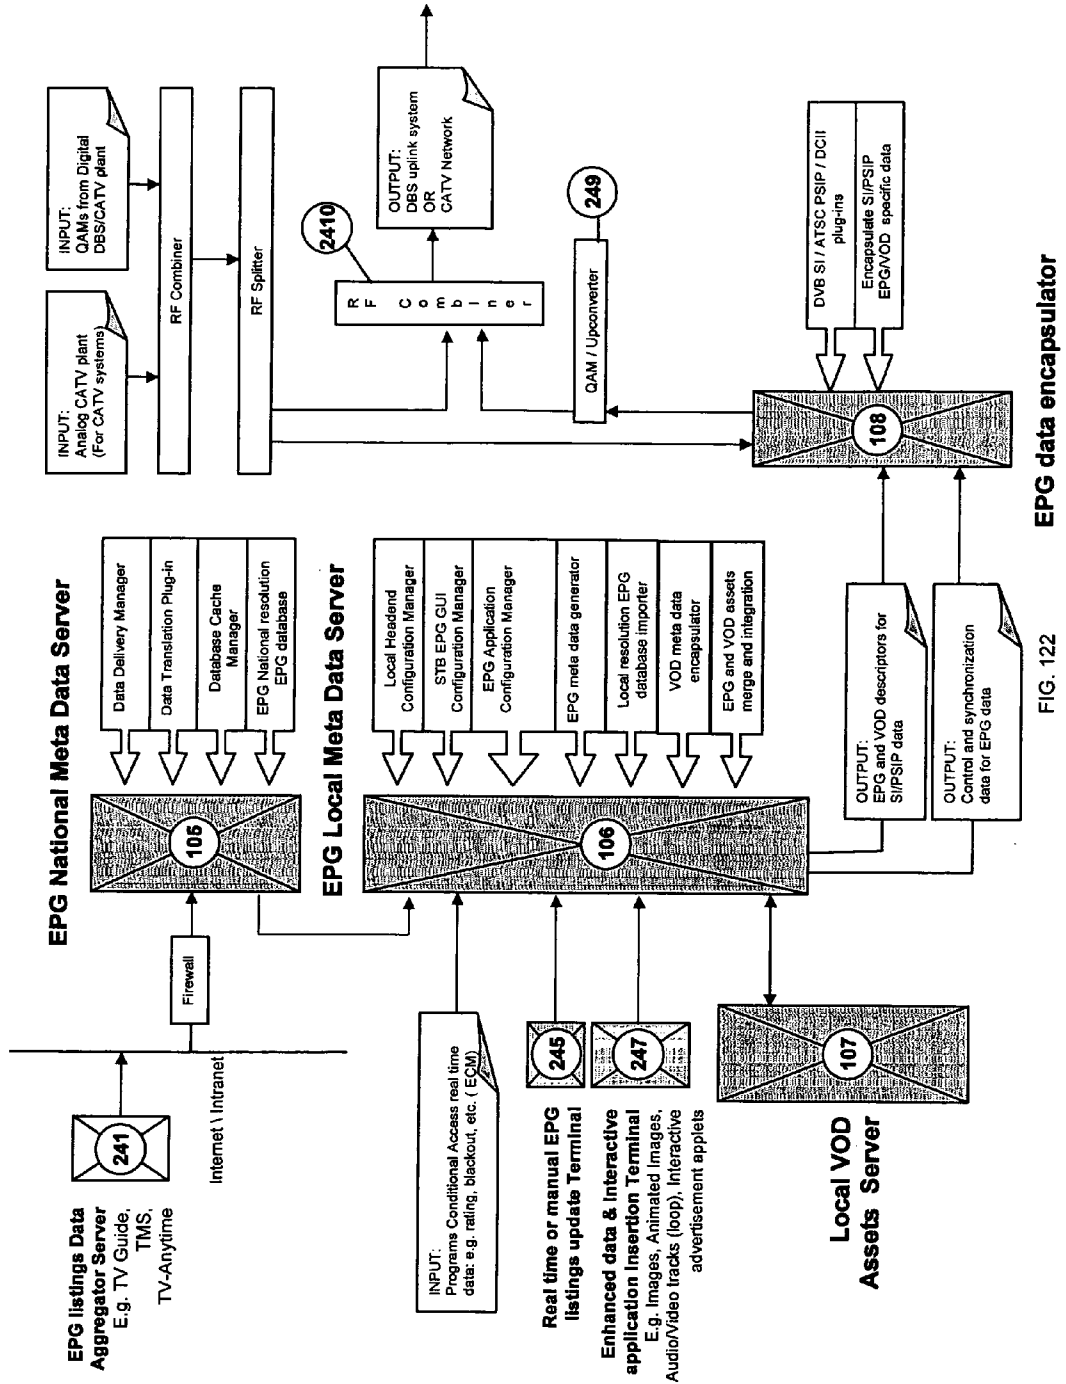 EPG listings Data
Aggregator Server
E.g. TV Guide,
TMS,
TV-Anytime
241
Internet \ Intranet
Firewall
EPG National Meta Data Server
105
Data Delivery Manager
Data Translation Plug-in
Database Cache
Manager
EPG National resolution
EPG database
INPUT:
Analog CATV plant
(For CATV systems)
INPUT:
QAMs from Digital
DBS/CATV plant
RF Combiner
RF Splitter
EPG Local Meta Data Server
106
Local Headend
Configuration Manager
STB EPG GUI
Configuration Manager
EPG Application
Configuration Manager
EPG meta data generator
Local resolution EPG
database importer
VOD meta data
encapsulator
EPG and VOD assets
merge and integration
INPUT:
Programs Conditional Access real time
data: e.g. rating, blackout, etc. ( ECM)
Real time or manual EPG
listings update Terminal
245
Enhanced data & Interactive
application Insertion Terminal
E.g. Images, Animated Images,
Audio/Video tracks (loop), Interactive
advertisement applets
247
Local VOD
Assets Server
107
RF Combiner
2410
OUTPUT:
DBS uplink system
OR
CATV Network
QAM / Upconverter
249
108
DVB SI / ATSC PSIP / DCII
plug-ins
Encapsulate SI/PSIP
EPG/VOD specific data
EPG data encapsulator
OUTPUT:
EPG and VOD descriptors for
SI/PSIP data
OUTPUT:
Control and synchronization
data for EPG data
FIG. 122